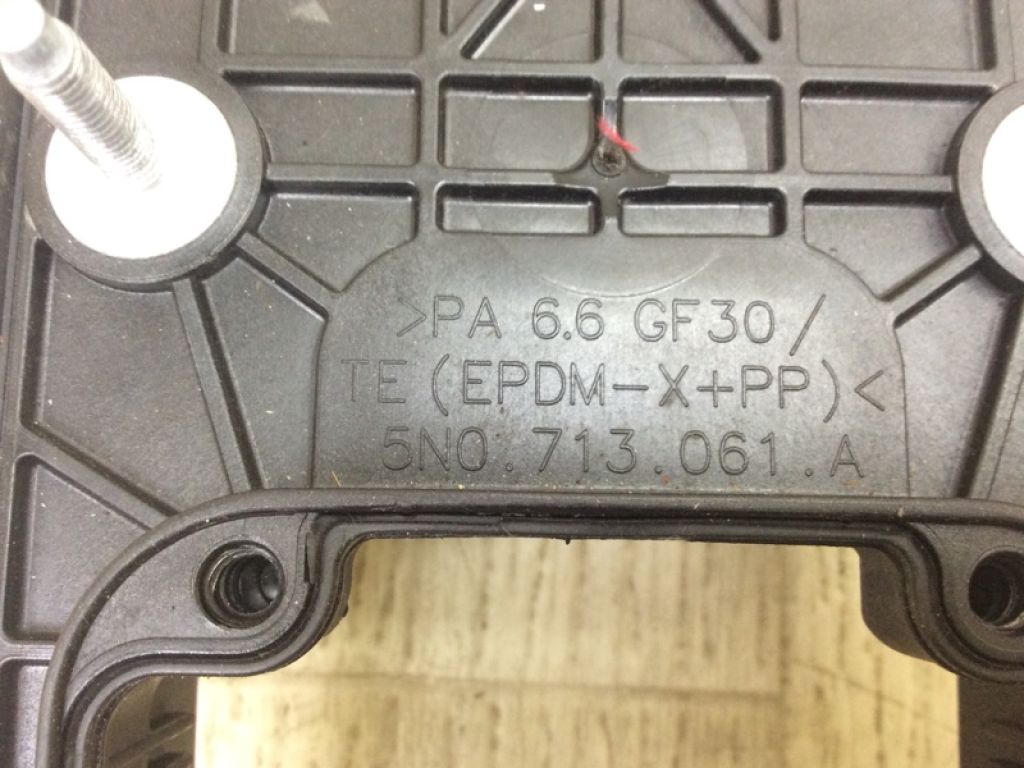 >PA 6.6 GF30/
TE(EPDM-X+PP)<
5N0.713.061.A